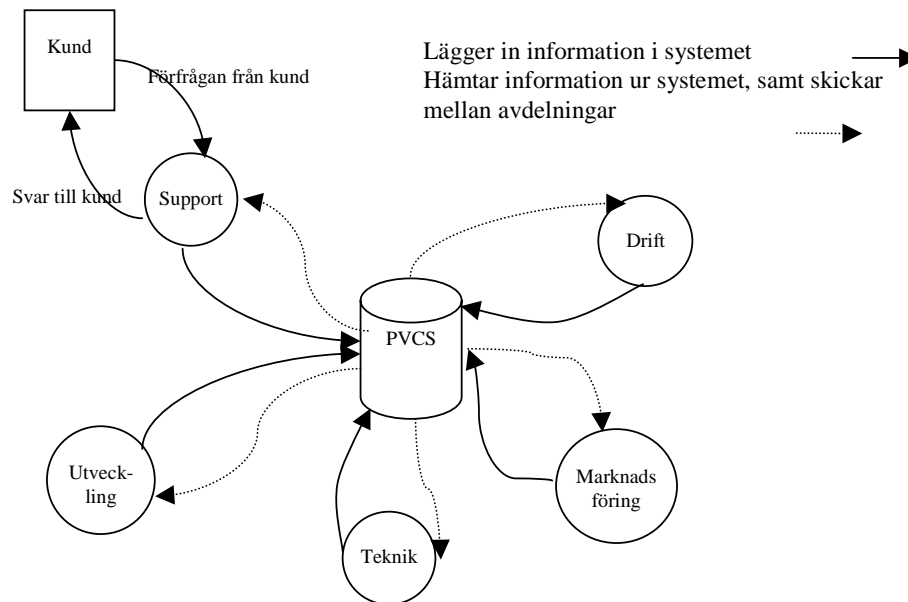 Kund
Förfrågan från kund
Lägger in information i systemet
Hämtar information ur systemet, samt skickar
mellan avdelningar
Svar till kund
Support
Drift
PVCS
Utveck-
ling
Marknads
föring
Teknik